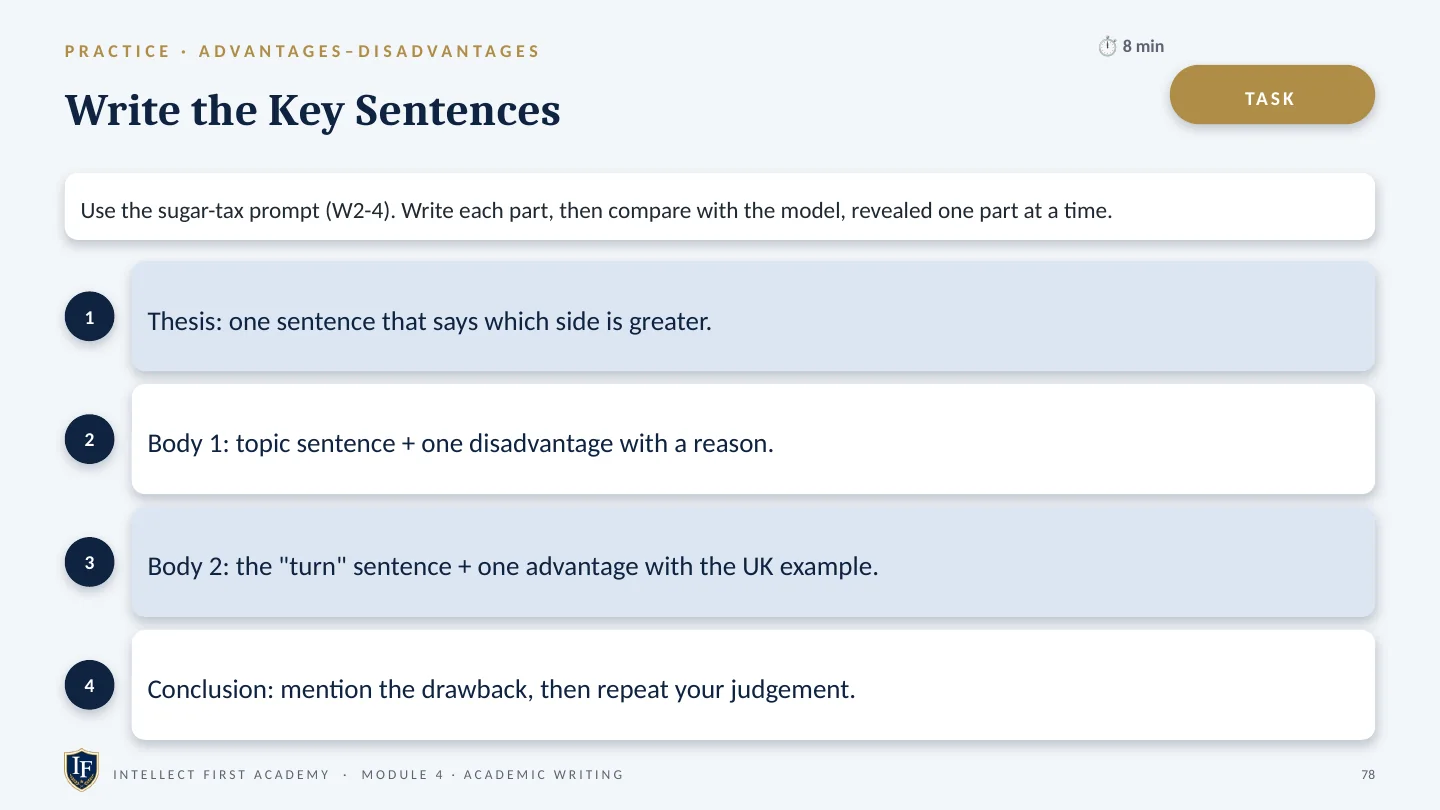 PRACTICE · ADVANTAGES–DISADVANTAGES
⏱ 8 min
Write the Key Sentences
TASK
Use the sugar-tax prompt (W2-4). Write each part, then compare with the model, revealed one part at a time.
1
Thesis: one sentence that says which side is greater.
2
Body 1: topic sentence + one disadvantage with a reason.
3
Body 2: the "turn" sentence + one advantage with the UK example.
4
Conclusion: mention the drawback, then repeat your judgement.
IF
INTELLECT FIRST ACADEMY · MODULE 4 · ACADEMIC WRITING
78